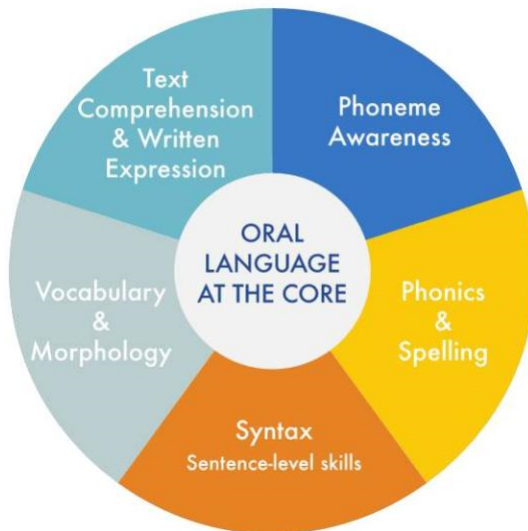 Text
Comprehension
& Written
Expression
Phoneme
Awareness
ORAL
LANGUAGE
AT THE CORE
Vocabulary
&
Morphology
Phonics
&
Spelling
Syntax
Sentence-level skills